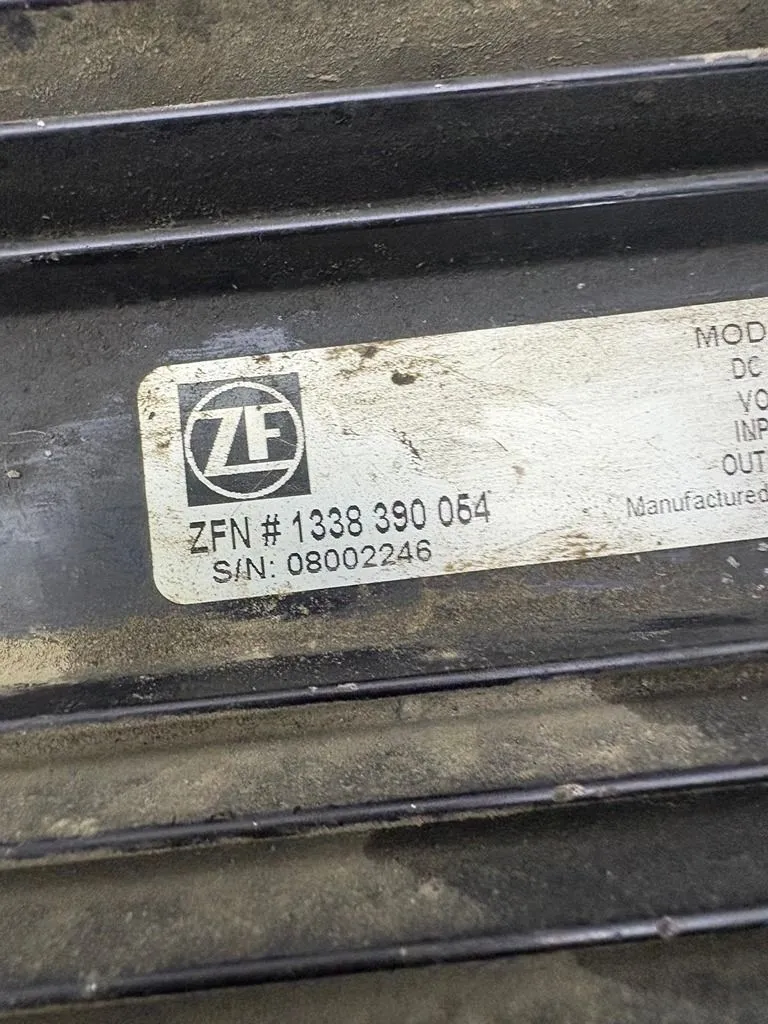 MOD
DC
VO
INP
OUT
Manufactured
ZF
ZFN # 1338 390 054
S/N: 08002246